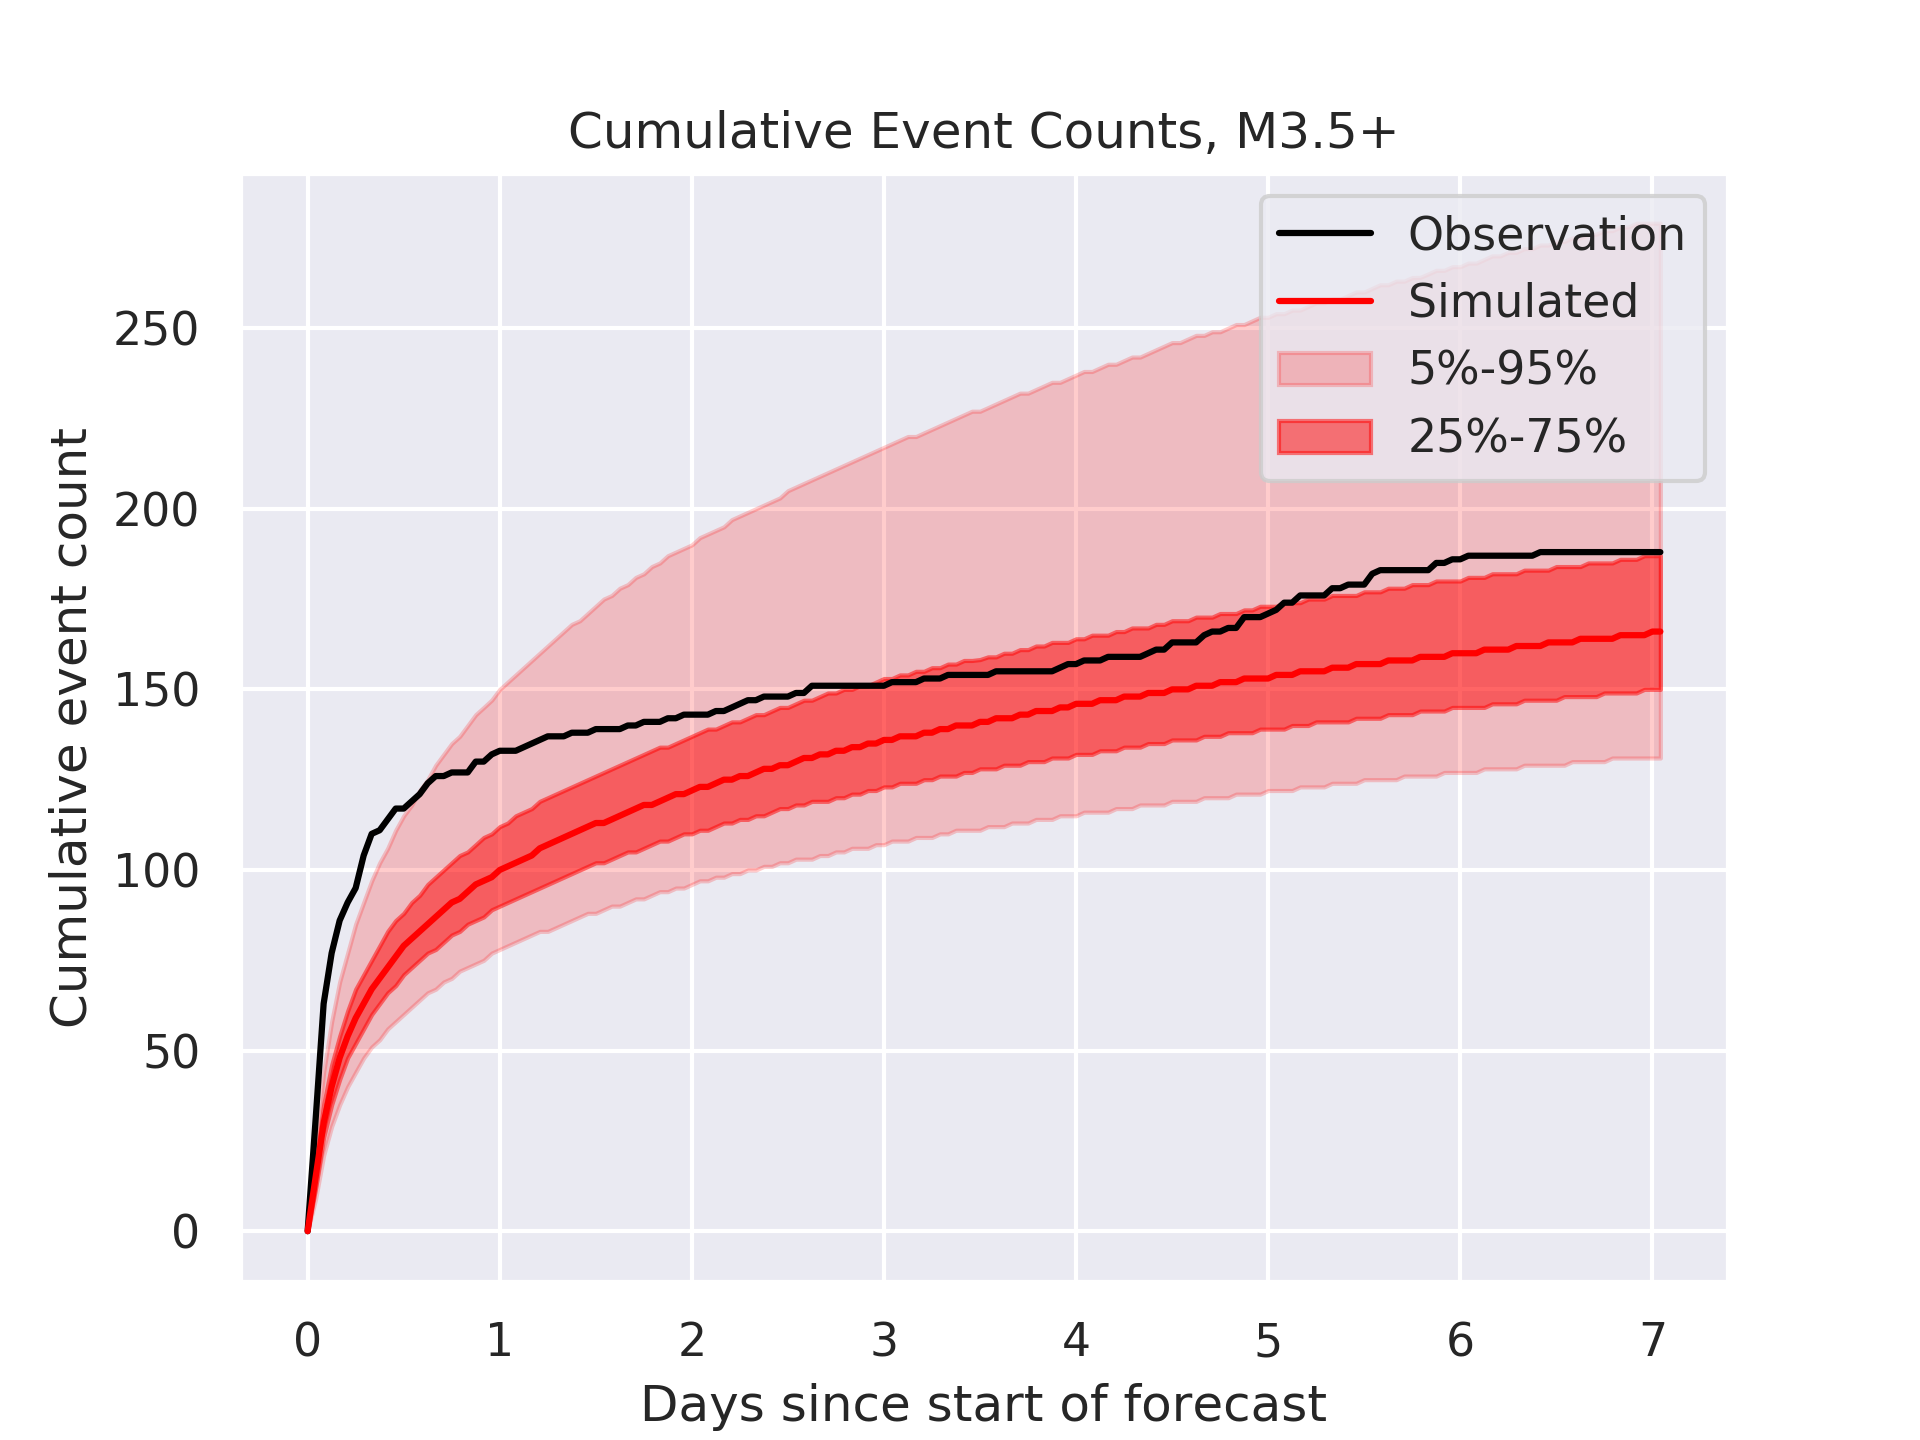 Cumulative Event Counts, M3.5+
Observation
Simulated
5%-95%
25%-75%
Cumulative event count
250
200
150
100
50
0
0 1 2 3 4 5 6 7
Days since start of forecast